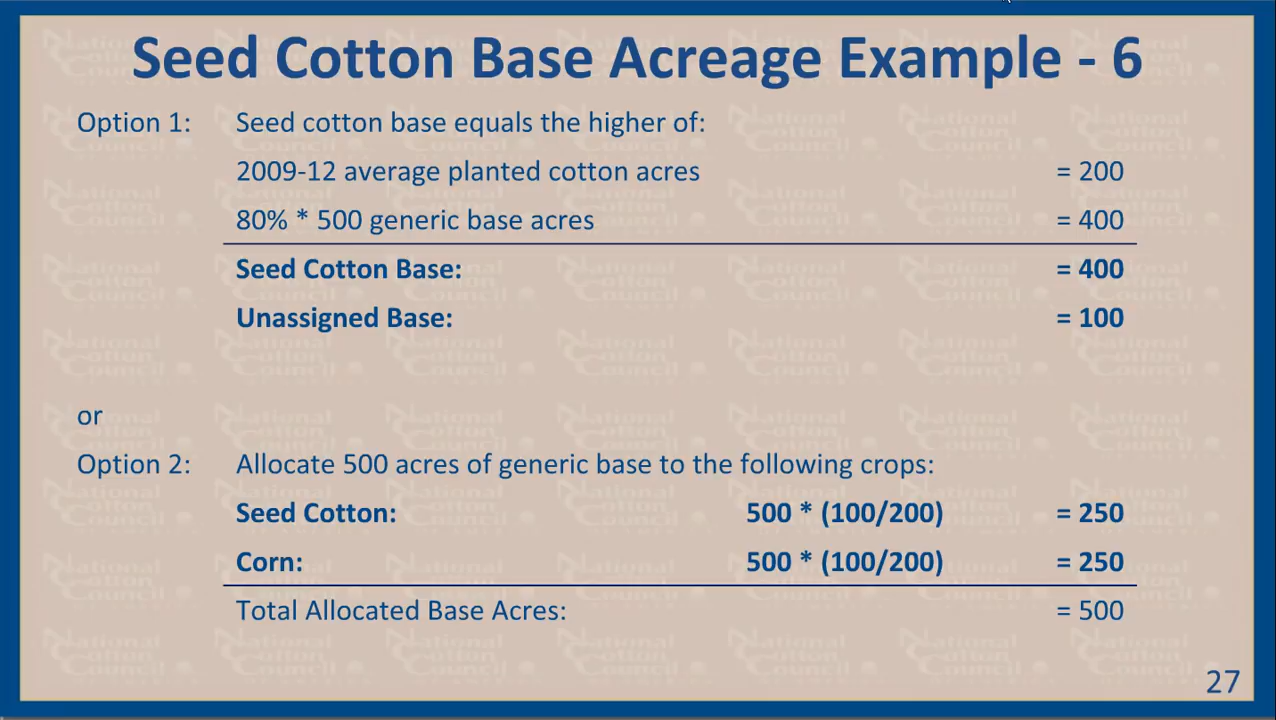 Seed Cotton Base Acreage Example - 6
Option 1: Seed cotton base equals the higher of:
2009-12 average planted cotton acres = 200
80% * 500 generic base acres = 400
Seed Cotton Base: = 400
Unassigned Base: = 100
or
Option 2: Allocate 500 acres of generic base to the following crops:
Seed Cotton: 500 * (100/200) = 250
Corn: 500 * (100/200) = 250
Total Allocated Base Acres: = 500
27